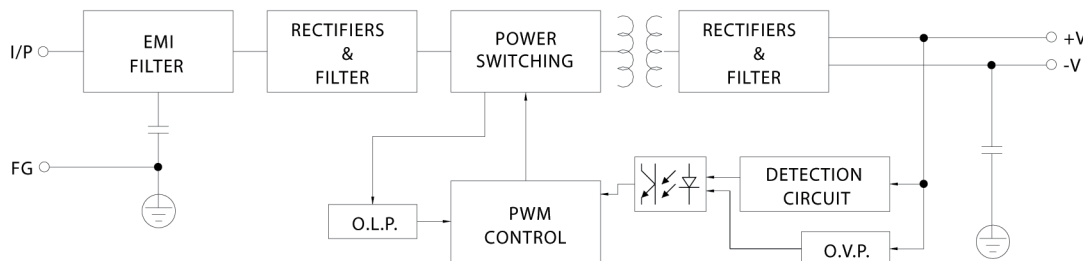 I/P
EMI
FILTER
RECTIFIERS
&
FILTER
POWER
SWITCHING
RECTIFIERS
&
FILTER
+V
-V
FG
O.L.P.
PWM
CONTROL
DETECTION
CIRCUIT
O.V.P.